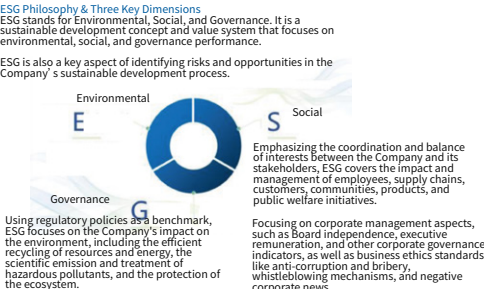 ESG Philosophy & Three Key Dimensions
ESG stands for Environmental, Social, and Governance. It is a
sustainable development concept and value system that focuses on
environmental, social, and governance performance.
ESG is also a key aspect of identifying risks and opportunities in the
Company's sustainable development process.
Environmental
E
Social
S
Emphasizing the coordination and balance
of interests between the Company and its
stakeholders, ESG covers the impact and
management of employees, supply chains,
customers, communities, products, and
public welfare initiatives.
Governance
G
Using regulatory policies as a benchmark,
ESG focuses on the Company's impact on
the environment, including the efficient
recycling of resources and energy, the
scientific emission and treatment of
hazardous pollutants, and the protection of
the ecosystem.
Focusing on corporate management aspects,
such as Board independence, executive
remuneration, and other corporate governance
indicators, as well as business ethics standards
like anti-corruption and bribery,
whistleblowing mechanisms, and negative
corporate news